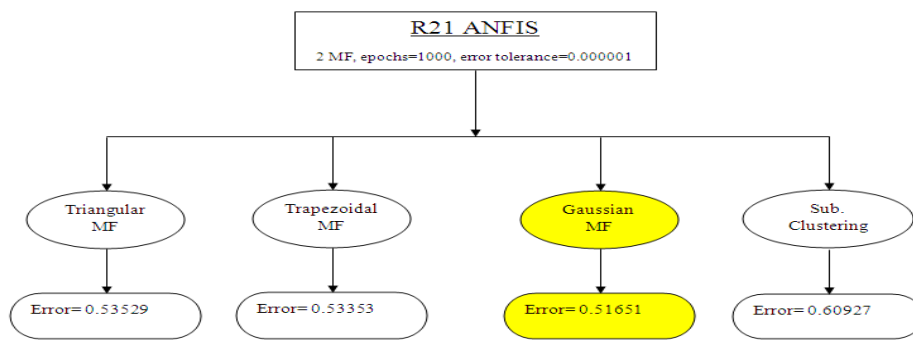 R21 ANFIS
2 MF, epochs=1000, error tolerance=0.000001
Triangular
MF
Trapezoidal
MF
Gaussian
MF
Sub.
Clustering
Error= 0.53529
Error= 0.53353
Error= 0.51651
Error= 0.60927